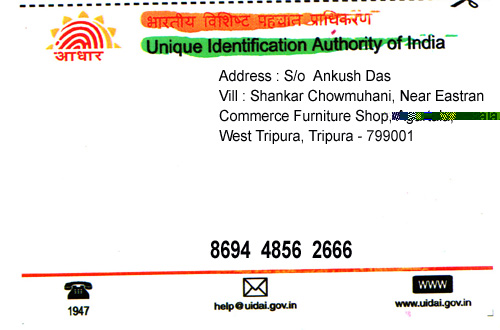 भारतीय विशिष्ट पहचान प्राधिकरण
Unique Identification Authority of India
आधार
Address : S/o Ankush Das
Vill : Shankar Chowmuhani, Near Eastran
Commerce Furniture Shop,
West Tripura, Tripura - 799001
8694 4856 2666
1947
help@uidai.gov.in
WWW
www.uidai.gov.in